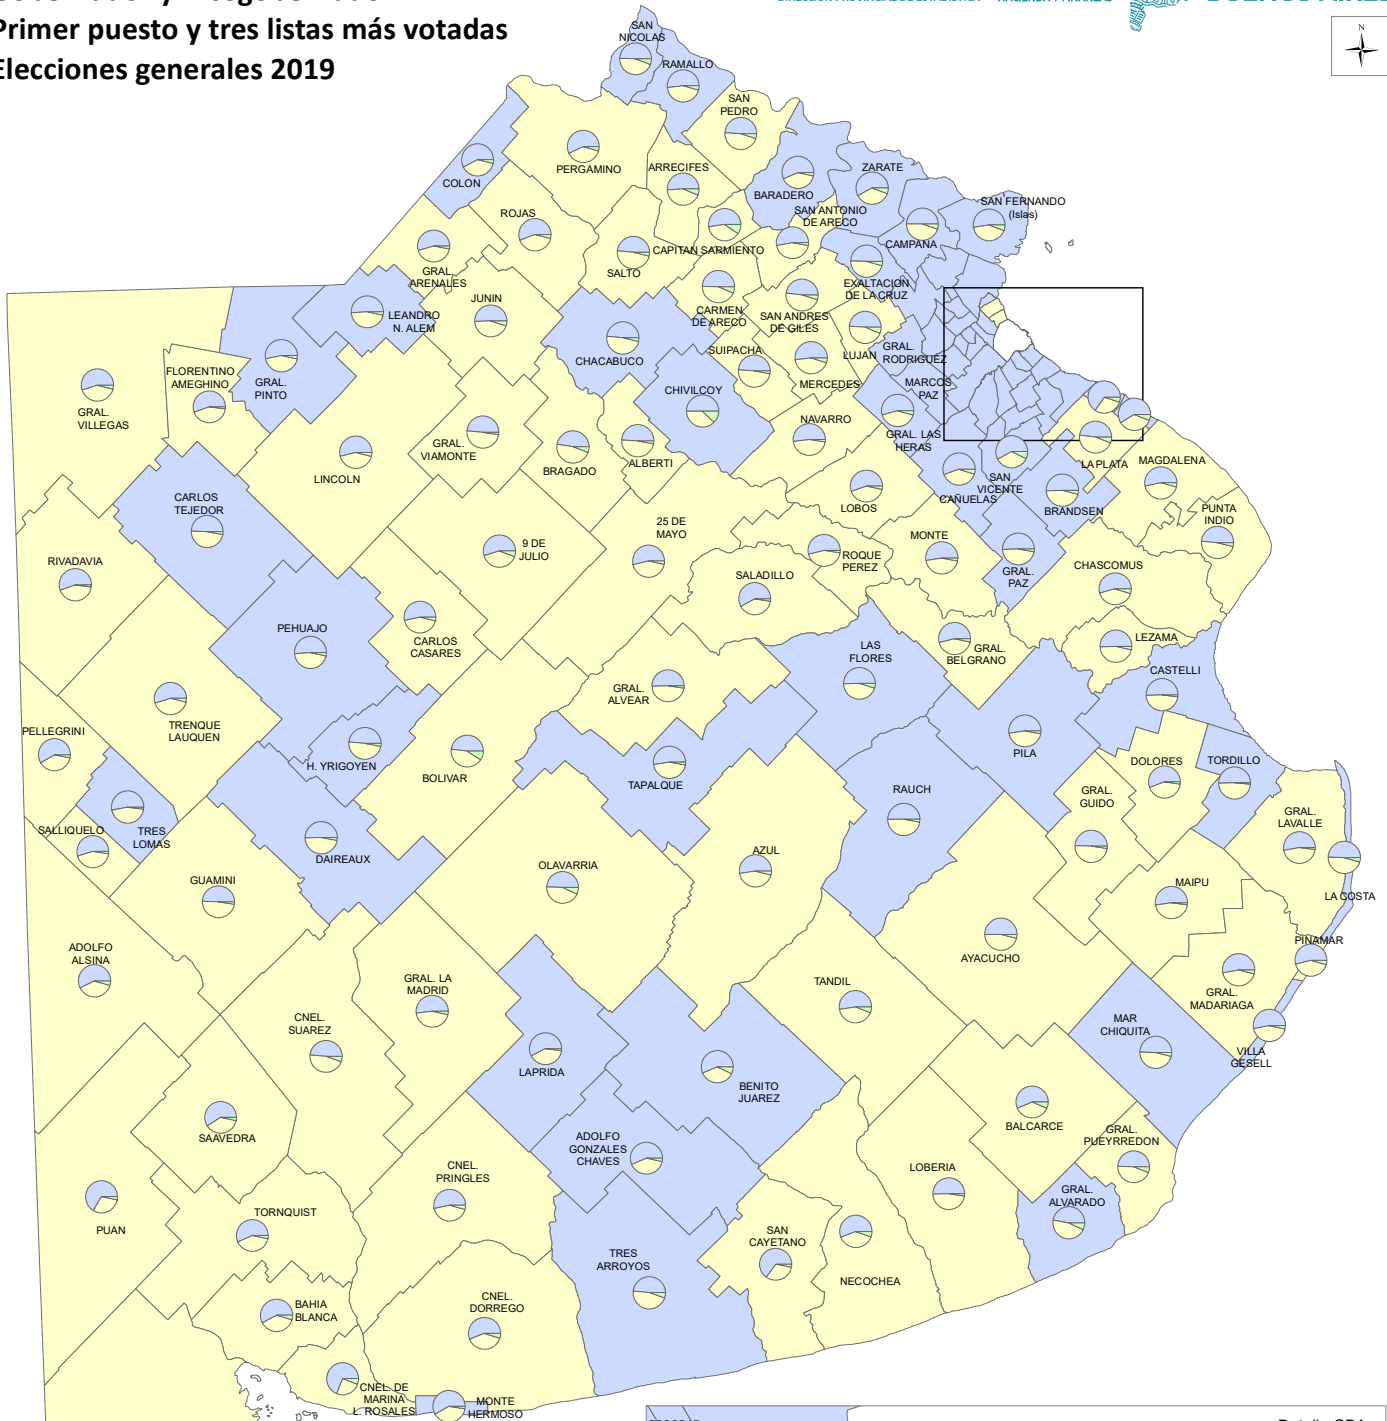 Primer puesto y tres listas más votadas
Elecciones generales 2019
N
SAN
NICOLAS
RAMALLO
SAN
PEDRO
PERGAMINO
ARRECIFES
COLON
BARADERO
ZARATE
SAN FERNANDO
(Islas)
ROJAS
SAN ANTONIO
DE ARECO
CAMPANA
CAPITAN SARMIENTO
SALTO
GRAL.
ARENALES
EXALTACION
DE LA CRUZ
JUNIN
LEANDRO
N. ALEM
CARMEN
DE ARECO
SAN ANDRES
DE GILES
CHACABUCO
SUIPACHA
LUJAN
GRAL.
RODRIGUEZ
FLORENTINO
AMEGHINO
GRAL.
PINTO
MERCEDES
MARCOS
PAZ
CHIVILCOY
GRAL.
VILLEGAS
NAVARRO
GRAL. LAS
HERAS
GRAL.
VIAMONTE
BRAGADO
ALBERTI
LINCOLN
LA PLATA
MAGDALENA
CARLOS
TEJEDOR
LOBOS
CAÑUELAS
SAN
VICENTE
BRANDSEN
PUNTA
INDIO
25 DE
MAYO
9 DE
JULIO
ROQUE
PEREZ
MONTE
RIVADAVIA
SALADILLO
GRAL.
PAZ
CHASCOMUS
PEHUAJO
CARLOS
CASARES
LAS
FLORES
GRAL.
BELGRANO
LEZAMA
CASTELLI
GRAL.
ALVEAR
TRENQUE
LAUQUEN
PELLEGRINI
H. YRIGOYEN
BOLIVAR
TAPALQUE
PILA
DOLORES
TORDILLO
RAUCH
GRAL.
GUIDO
GRAL.
LAVALLE
SALLIQUELO
TRES
LOMAS
DAIREAUX
OLAVARRIA
AZUL
GUAMINI
MAIPU
LA COSTA
ADOLFO
ALSINA
AYACUCHO
PINAMAR
GRAL. LA
MADRID
TANDIL
GRAL.
MADARIAGA
CNEL.
SUAREZ
MAR
CHIQUITA
VILLA
GESELL
LAPRIDA
BENITO
JUAREZ
SAAVEDRA
BALCARCE
GRAL.
PUEYRREDON
ADOLFO
GONZALES
CHAVES
CNEL.
PRINGLES
LOBERIA
GRAL.
ALVARADO
PUAN
TORNQUIST
SAN
CAYETANO
TRES
ARROYOS
NECOCHEA
BAHIA
BLANCA
CNEL.
DORREGO
CNEL. DE
MARINA
L. ROSALES
MONTE
HERMOSO